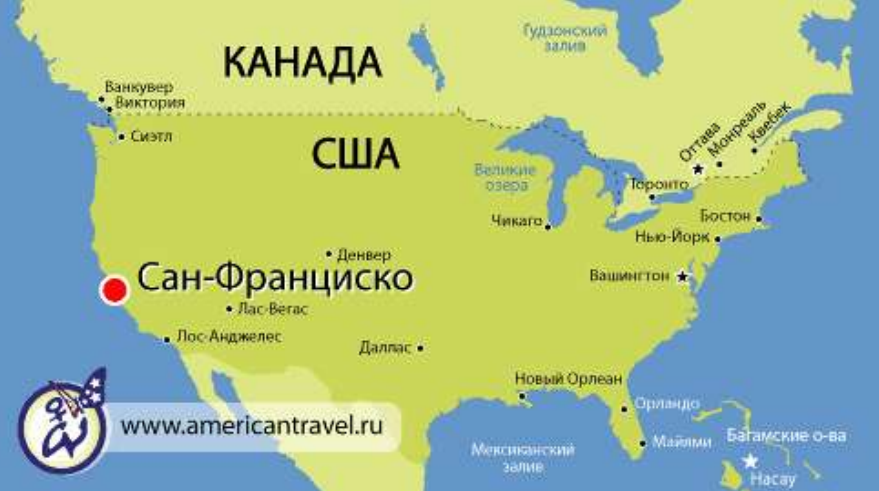 Гудзонский
залив
КАНАДА
Ванкувер
Виктория
Сиэтл
США
Оттава
Монреаль
Квебек
Великие
озера
Торонто
Чикаго
Бостон
Нью-Йорк
Денвер
Вашингтон
Сан-Франциско
Лас-Вегас
Лос-Анджелес
Даллас
Новый Орлеан
Орландо
www.americantravel.ru
Мексиканский
залив
Майями
Багамские о-ва
Насау